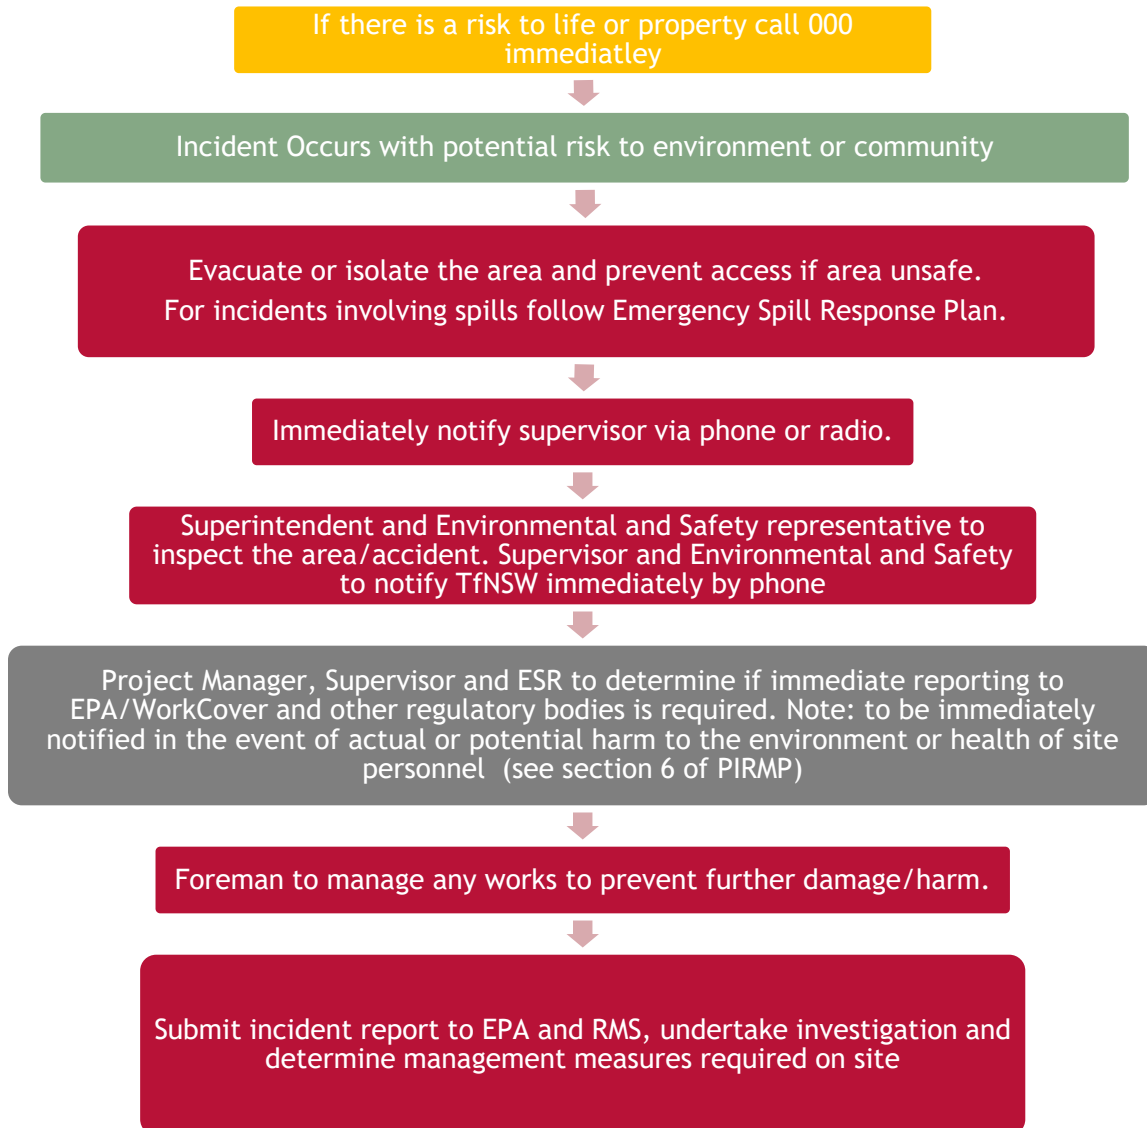 If there is a risk to life or property call 000
immediatley
Incident Occurs with potential risk to environment or community
Evacuate or isolate the area and prevent access if area unsafe.
For incidents involving spills follow Emergency Spill Response Plan.
Immediately notify supervisor via phone or radio.
Superintendent and Environmental and Safety representative to
inspect the area/accident. Supervisor and Environmental and Safety
to notify TfNSW immediately by phone
Project Manager, Supervisor and ESR to determine if immediate reporting to
EPA/WorkCover and other regulatory bodies is required. Note: to be immediately
notified in the event of actual or potential harm to the environment or health of site
personnel (see section 6 of PIRMP)
Foreman to manage any works to prevent further damage/harm.
Submit incident report to EPA and RMS, undertake investigation and
determine management measures required on site